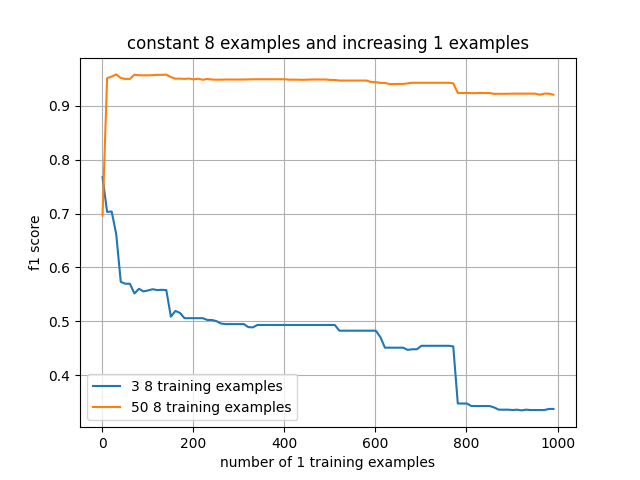 constant 8 examples and increasing 1 examples
f1 score
0.9
0.8
0.7
0.6
0.5
0.4
3 8 training examples
50 8 training examples
0 200 400 600 800 1000
number of 1 training examples